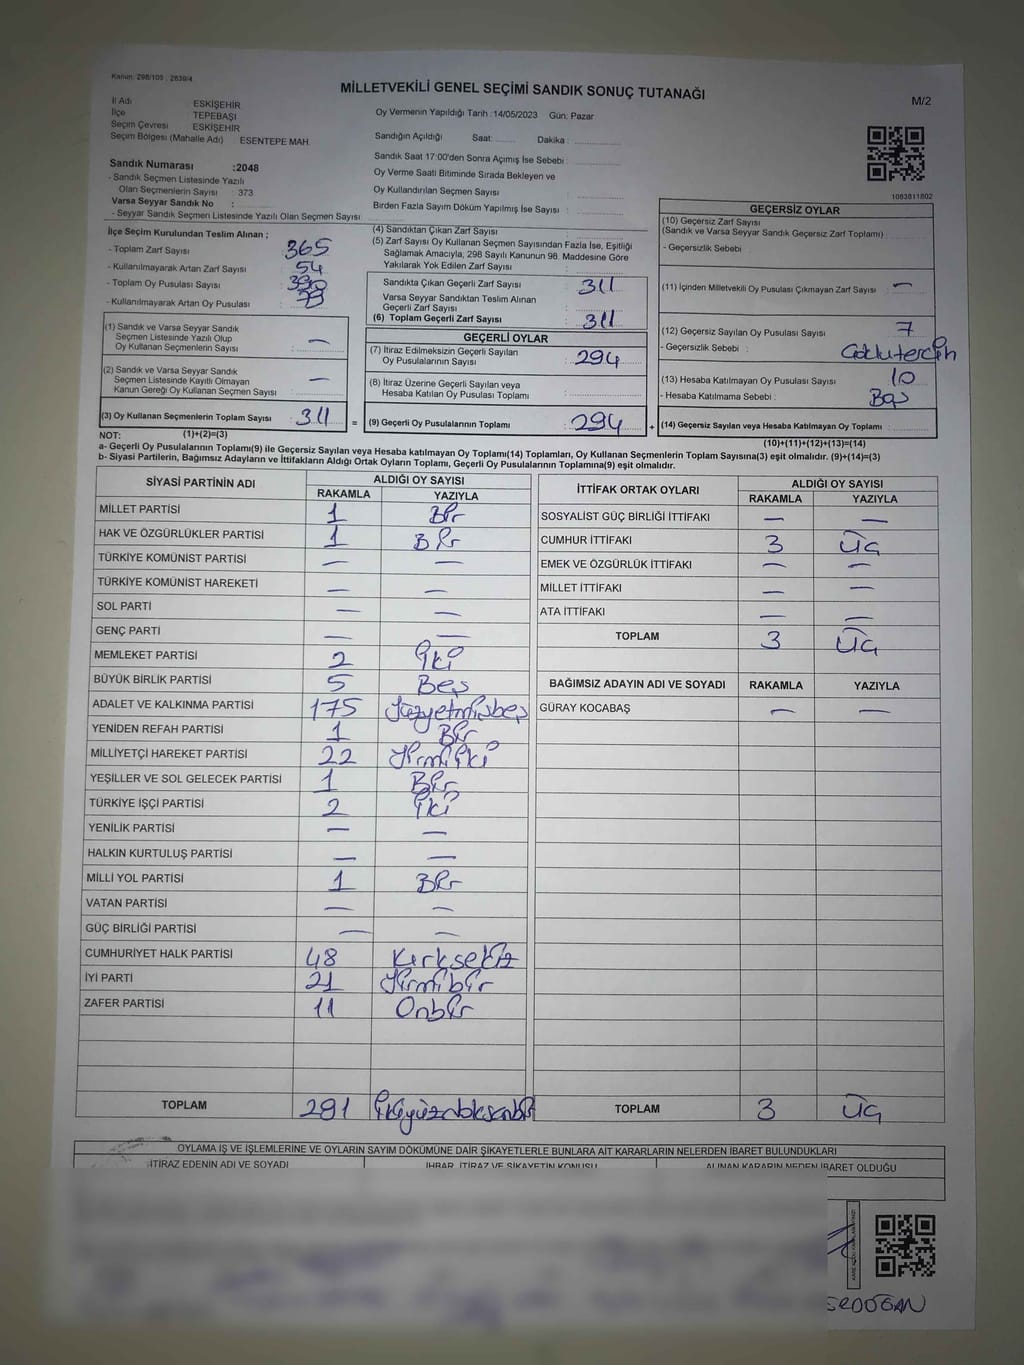 Kanun: 298/105 ; 2839/4
MİLLETVEKİLİ GENEL SEÇİMİ SANDIK SONUÇ TUTANAĞI
M/2
İl Adı ESKİŞEHİR
İlçe TEPEBAŞI
Seçim Çevresi ESKİŞEHİR
Seçim Bölgesi (Mahalle Adı) : ESENTEPE MAH.
Oy Vermenin Yapıldığı Tarih : 14/05/2023 Gün: Pazar
Sandığın Açıldığı Saat: Dakika :
Sandık Saat 17:00'den Sonra Açımış İse Sebebi :
Oy Verme Saati Bitiminde Sırada Bekleyen ve
Oy Kullandırılan Seçmen Sayısı
Birden Fazla Sayım Döküm Yapılmış İse Sayısı :
Sandık Numarası :2048
- Sandık Seçmen Listesinde Yazılı
Olan Seçmenlerin Sayısı : 373
Varsa Seyyar Sandık No :
- Seyyar Sandık Seçmen Listesinde Yazılı Olan Seçmen Sayısı
1063811802
İlçe Seçim Kurulundan Teslim Alınan ;
- Toplam Zarf Sayısı 365
- Kullanılmayarak Artan Zarf Sayısı 54
- Toplam Oy Pusulası Sayısı : 390
- Kullanılmayarak Artan Oy Pusulası
(4) Sandıktan Çıkan Zarf Sayısı :
(5) Zarf Sayısı Oy Kullanan Seçmen Sayısından Fazla İse, Eşitliği
Sağlamak Amacıyla, 298 Sayılı Kanunun 98. Maddesine Göre
Yakılarak Yok Edilen Zarf Sayısı :
Sandıkta Çıkan Geçerli Zarf Sayısı : 311
Varsa Seyyar Sandıktan Teslim Alınan
Geçerli Zarf Sayısı :
(6) Toplam Geçerli Zarf Sayısı : 311
GEÇERSİZ OYLAR
(10) Geçersiz Zarf Sayısı
(Sandık ve Varsa Seyyar Sandık Geçersiz Zarf Toplamı)
- Geçersizlik Sebebi :
(11) İçinden Milletvekili Oy Pusulası Çıkmayan Zarf Sayısı : —
(12) Geçersiz Sayılan Oy Pusulası Sayısı : 7
- Geçersizlik Sebebi :
(13) Hesaba Katılmayan Oy Pusulası Sayısı : 10
- Hesaba Katılmama Sebebi : Boş
(14) Geçersiz Sayılan veya Hesaba Katılmayan Oy Toplamı :
(10)+(11)+(12)+(13)=(14)
(1) Sandık ve Varsa Seyyar Sandık
Seçmen Listesinde Yazılı Olup
Oy Kullanan Seçmenlerin Sayısı : —
(2) Sandık ve Varsa Seyyar Sandık
Seçmen Listesinde Kayıtlı Olmayan
Kanun Gereği Oy Kullanan Seçmen Sayısı : —
(3) Oy Kullanan Seçmenlerin Toplam Sayısı : 311
GEÇERLİ OYLAR
(7) İtiraz Edilmeksizin Geçerli Sayılan
Oy Pusulalarının Sayısı : 294
(8) İtiraz Üzerine Geçerli Sayılan veya
Hesaba Katılan Oy Pusulası Toplamı :
= (9) Geçerli Oy Pusulalarının Toplamı : 294 +
NOT: (1)+(2)=(3)
a- Geçerli Oy Pusulalarının Toplamı(9) ile Geçersiz Sayılan veya Hesaba katılmayan Oy Toplamı(14) Toplamları, Oy Kullanan Seçmenlerin Toplam Sayısına(3) eşit olmalıdır. (9)+(14)=(3)
b- Siyasi Partilerin, Bağımsız Adayların ve İttifakların Aldığı Ortak Oyların Toplamı, Geçerli Oy Pusulalarının Toplamına(9) eşit olmalıdır.
SİYASİ PARTİNİN ADI ALDIĞI OY SAYISI
RAKAMLA YAZIYLA
MİLLET PARTİSİ 1 Bir
HAK VE ÖZGÜRLÜKLER PARTİSİ 1 Bir
TÜRKİYE KOMÜNİST PARTİSİ — —
TÜRKİYE KOMÜNİST HAREKETİ — —
SOL PARTİ — —
GENÇ PARTİ — —
MEMLEKET PARTİSİ 2 iki
BÜYÜK BİRLİK PARTİSİ 5 Beş
ADALET VE KALKINMA PARTİSİ 175 Yüzyetmişbeş
YENİDEN REFAH PARTİSİ 1 Bir
MİLLİYETÇİ HAREKET PARTİSİ 22 Yirmiiki
YEŞİLLER VE SOL GELECEK PARTİSİ 1 Bir
TÜRKİYE İŞÇİ PARTİSİ 2 iki
YENİLİK PARTİSİ — —
HALKIN KURTULUŞ PARTİSİ — —
MİLLİ YOL PARTİSİ 1 Bir
VATAN PARTİSİ — —
GÜÇ BİRLİĞİ PARTİSİ — —
CUMHURİYET HALK PARTİSİ 48 Kırksekiz
İYİ PARTİ 21 Yirmibir
ZAFER PARTİSİ 11 Onbir
TOPLAM 291
İTTİFAK ORTAK OYLARI ALDIĞI OY SAYISI
RAKAMLA YAZIYLA
SOSYALİST GÜÇ BİRLİĞİ İTTİFAKI — —
CUMHUR İTTİFAKI 3 üç
EMEK VE ÖZGÜRLÜK İTTİFAKI — —
MİLLET İTTİFAKI — —
ATA İTTİFAKI — —
TOPLAM 3 üç
BAĞIMSIZ ADAYIN ADI VE SOYADI RAKAMLA YAZIYLA
GÜRAY KOCABAŞ — —
TOPLAM 3 üç
OYLAMA İŞ VE İŞLEMLERİNE VE OYLARIN SAYIM DÖKÜMÜNE DAİR ŞİKAYETLERLE BUNLARA AİT KARARLARIN NELERDEN İBARET BULUNDUKLARI
İTİRAZ EDENİN ADI VE SOYADI İHBAR, İTİRAZ VE ŞİKAYETİN KONUSU ALINAN KARARIN NEDEN İBARET OLDUĞU